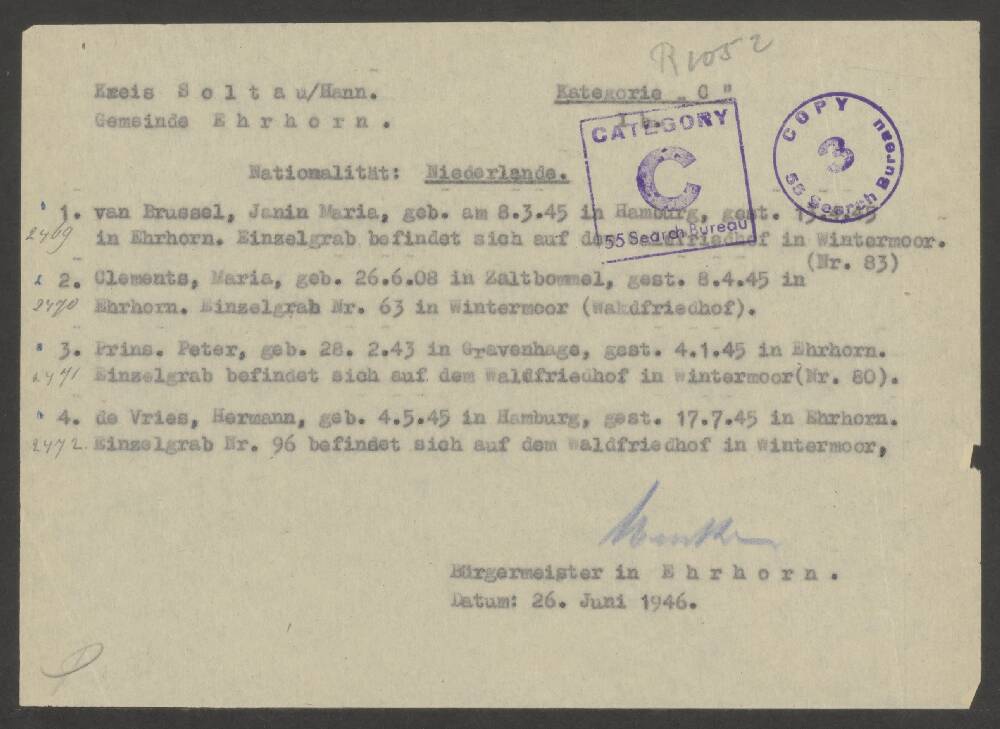 R 1052
Kreis S o l t a u/Hann.
Kategorie „ C "
Gemeinde E h r h o r n .
CATEGORY
C
55 Search Bureau
COPY
3
55 Search Bureau
Nationalität: Niederlande.
1. van Brussel, Janin Maria, geb. am 8.3.45 in Hamburg, gest.
2469
in Ehrhorn. Einzelgrab befindet sich auf dem Waldfriedhof in Wintermoor.
(Nr. 83)
2. Clements, Maria, geb. 26.6.08 in Zaltbommel, gest. 8.4.45 in
2470
Ehrhorn. Einzelgrab Nr. 63 in Wintermoor (Wakdfriedhof).
3. Prins. Peter, geb. 28. 2.43 in Gravenhage, gest. 4.1.45 in Ehrhorn.
2471
Einzelgrab befindet sich auf dem Waldfriedhof in Wintermoor(Nr. 80).
4. de Vries, Hermann, geb. 4.5.45 in Hamburg, gest. 17.7.45 in Ehrhorn.
2472
Einzelgrab Nr. 96 befindet sich auf dem Waldfriedhof in Wintermoor,
Bürgermeister in E h r h o r n .
Datum: 26. Juni 1946.